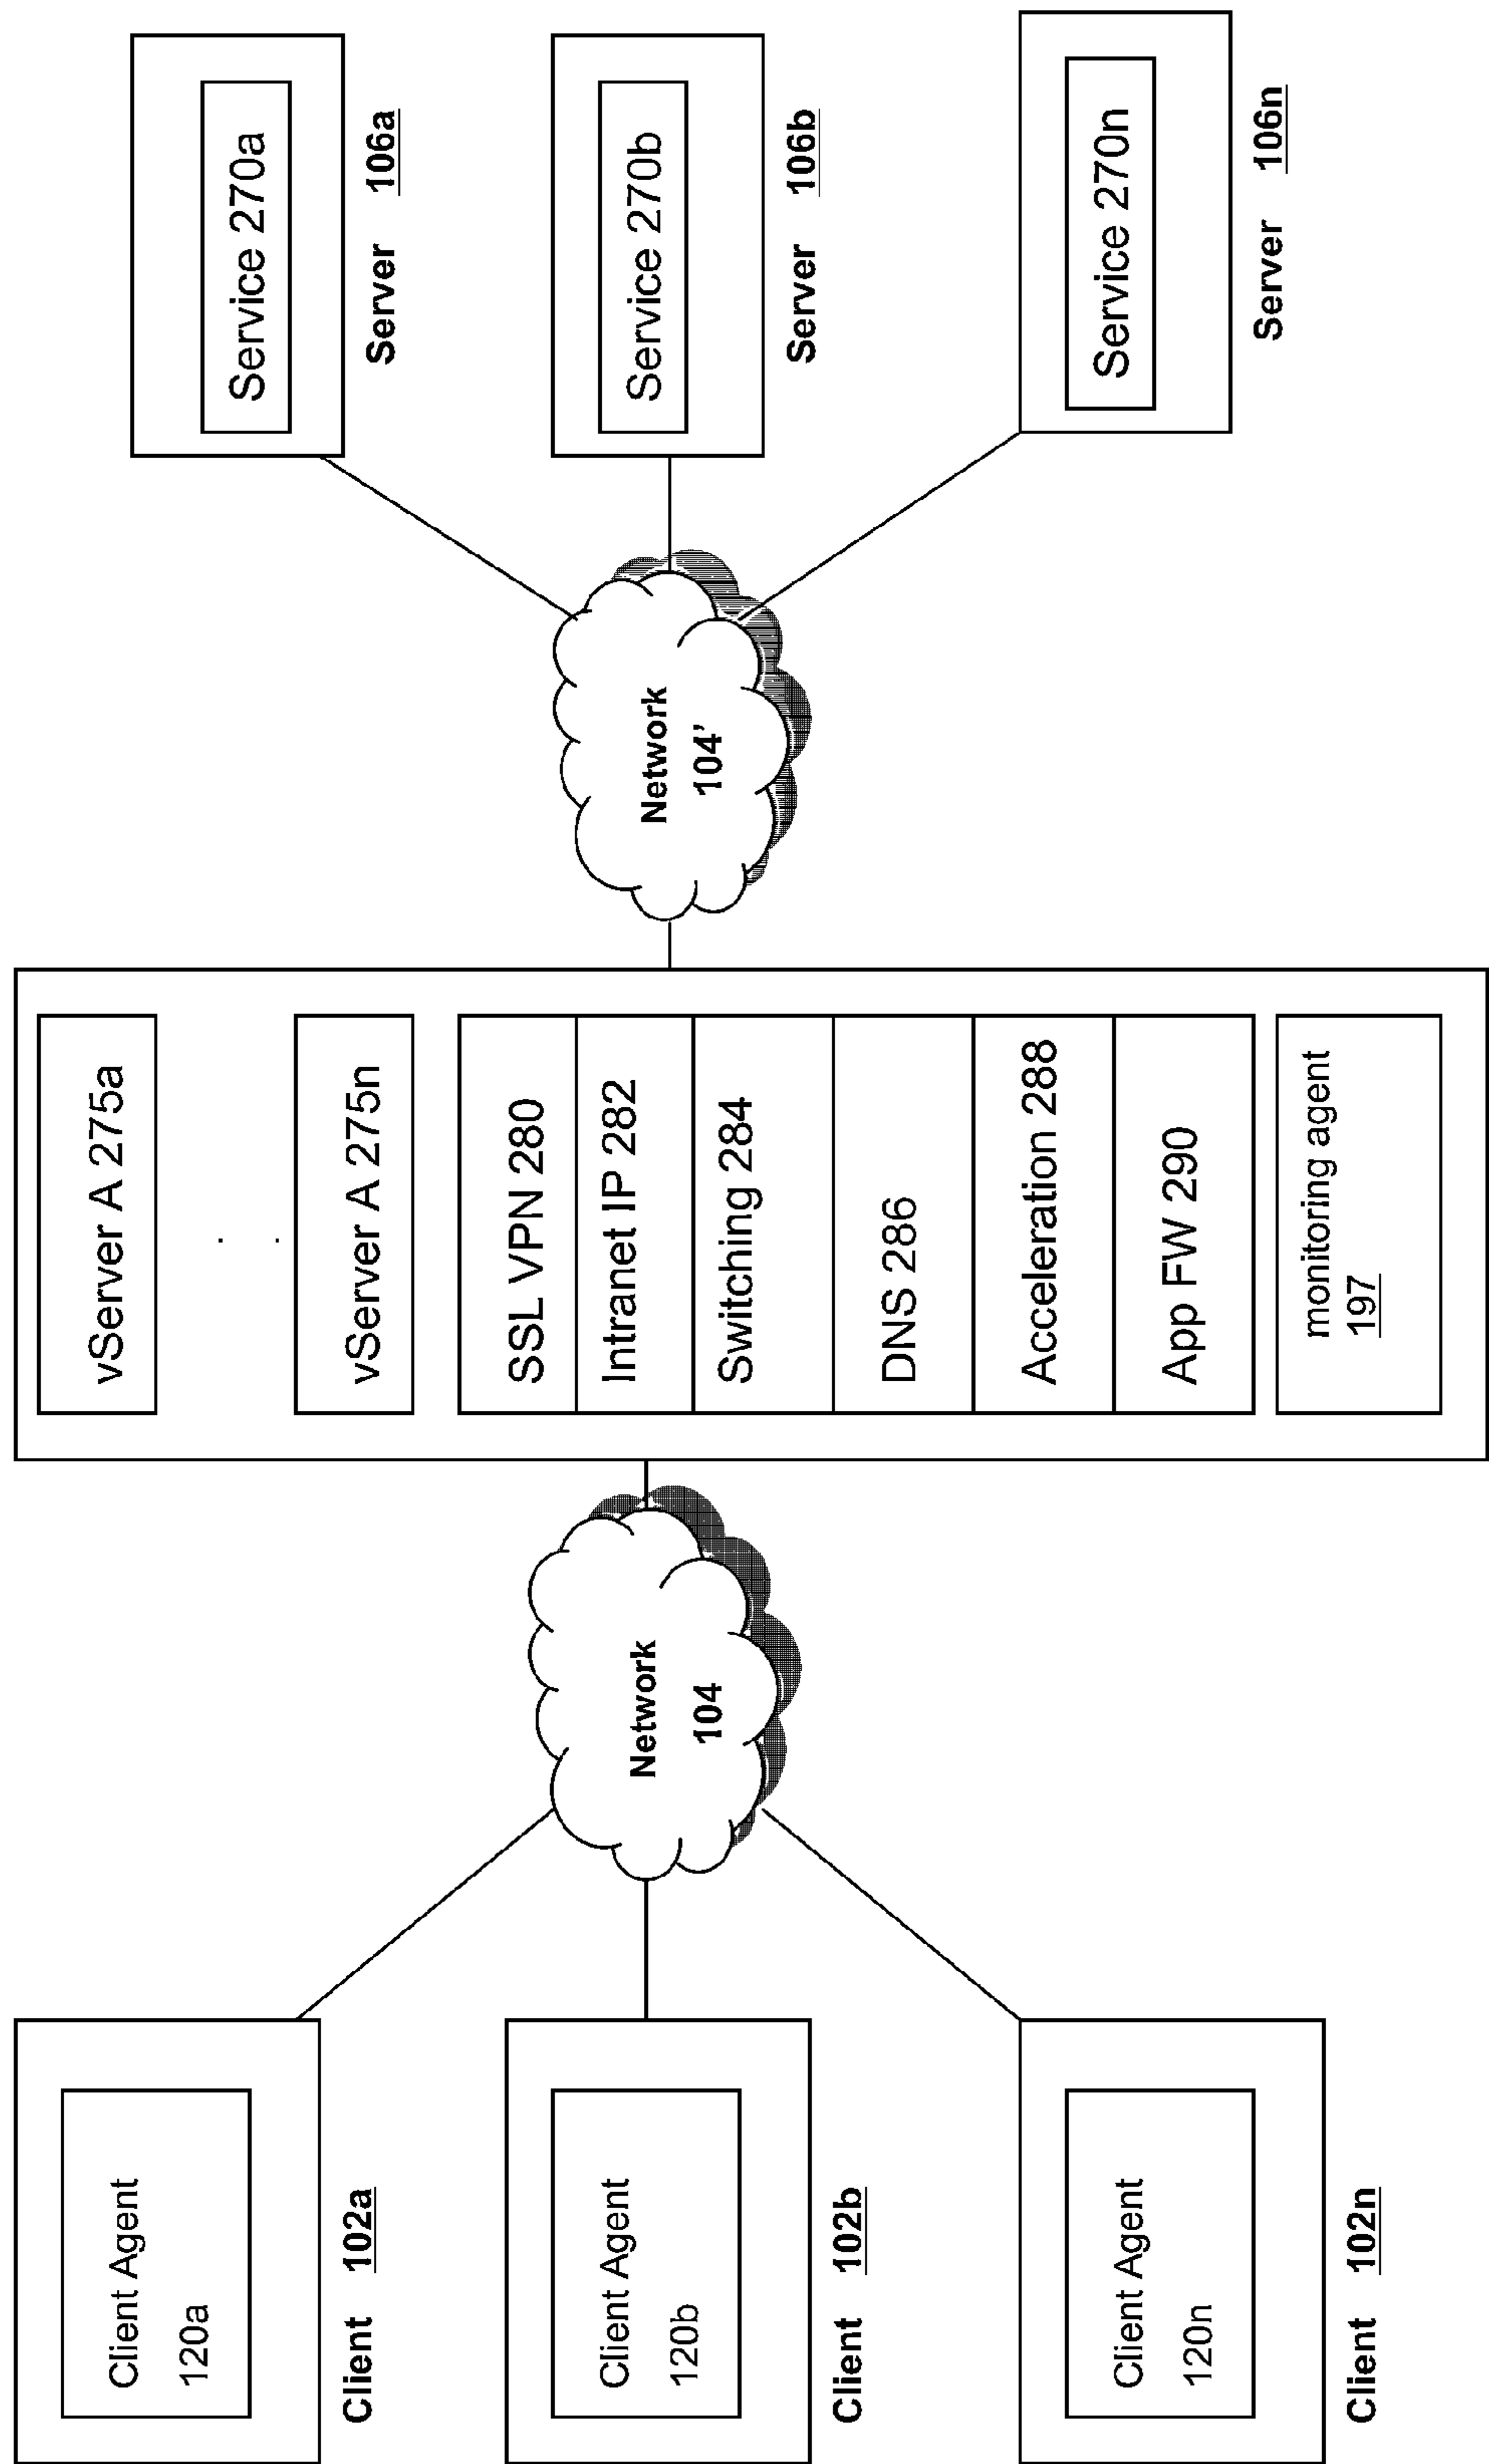 Client Agent
120a
Client 102a
Client Agent
120b
Client 102b
Client Agent
120n
Client 102n
Network
104
vServer A 275a
. .
vServer A 275n
SSL VPN 280
Intranet IP 282
Switching 284
DNS 286
Acceleration 288
App FW 290
monitoring agent
197
Network
104'
Service 270a
Server 106a
Service 270b
Server 106b
Service 270n
Server 106n